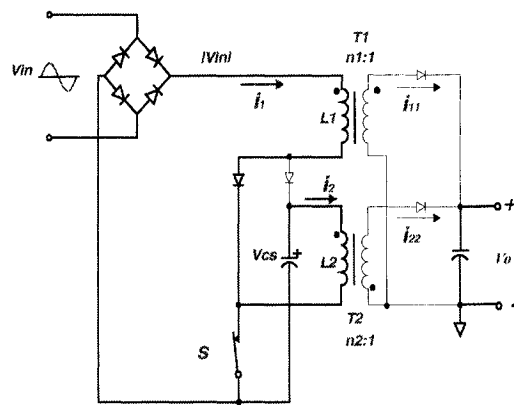 T1
n1:1
|Vin|
Vin
i1
L1
i11
i2
+
Vcs
+
L2
i22
Vo
-
S
T2
n2:1